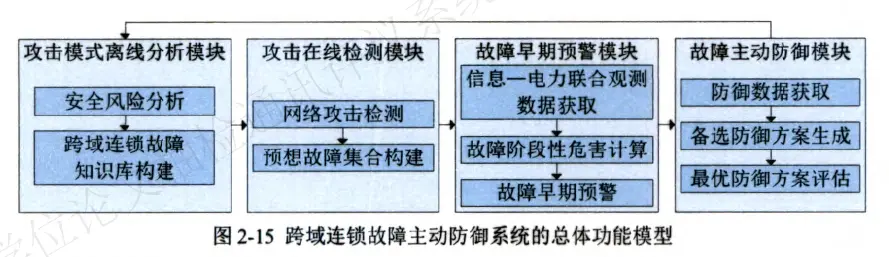 攻击模式离线分析模块
安全风险分析
跨域连锁故障
知识库构建
攻击在线检测模块
网络攻击检测
预想故障集合构建
故障早期预警模块
信息—电力联合观测
数据获取
故障阶段性危害计算
故障早期预警
故障主动防御模块
防御数据获取
备选防御方案生成
最优防御方案评估
图 2-15 跨域连锁故障主动防御系统的总体功能模型